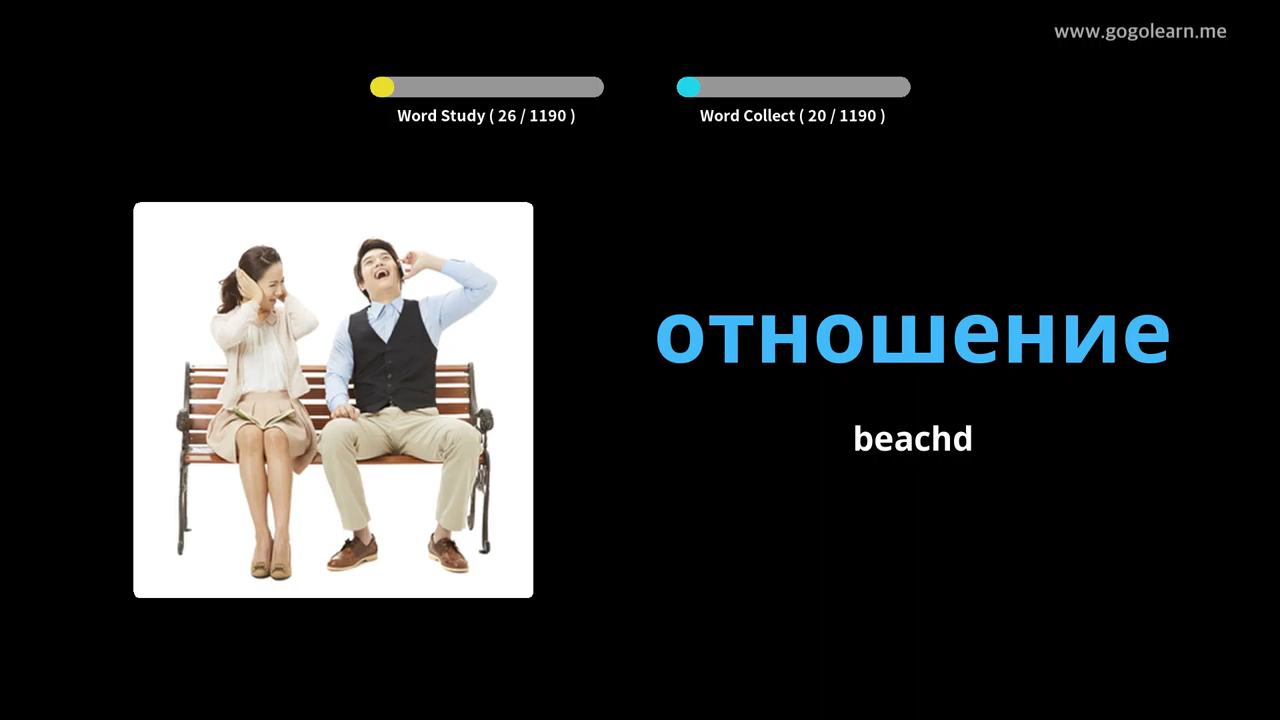 www.gogolearn.me
Word Study ( 26 / 1190 )
Word Collect ( 20 / 1190 )
отношение
beachd